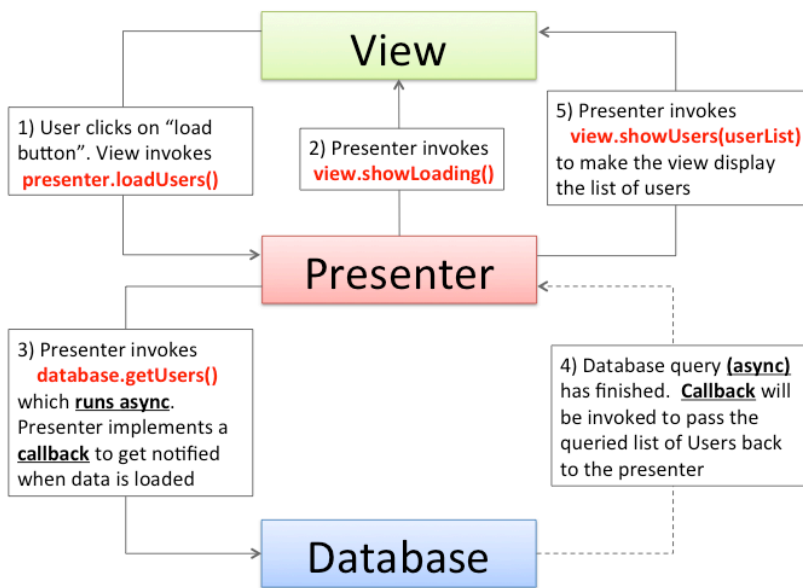 View
1) User clicks on “load
button”. View invokes
presenter.loadUsers()
2) Presenter invokes
view.showLoading()
5) Presenter invokes
view.showUsers(userList)
to make the view display
the list of users
Presenter
3) Presenter invokes
database.getUsers()
which runs async.
Presenter implements a
callback to get notified
when data is loaded
4) Database query (async)
has finished. Callback will
be invoked to pass the
queried list of Users back
to the presenter
Database